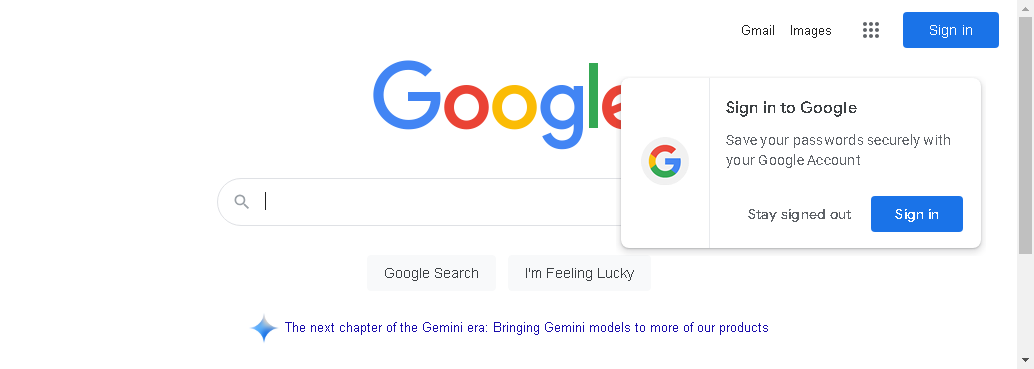 Gmail Images Sign in
Google
Sign in to Google
Save your passwords securely with
your Google Account
Stay signed out Sign in
Google Search I'm Feeling Lucky
The next chapter of the Gemini era: Bringing Gemini models to more of our products